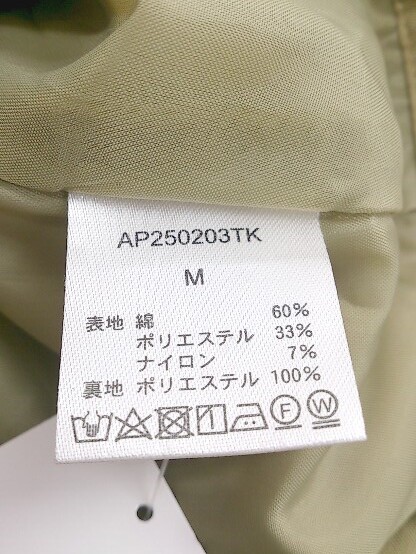 AP250203TK
M
表地 綿 60%
ポリエステル 33%
ナイロン 7%
裏地 ポリエステル 100%
F W